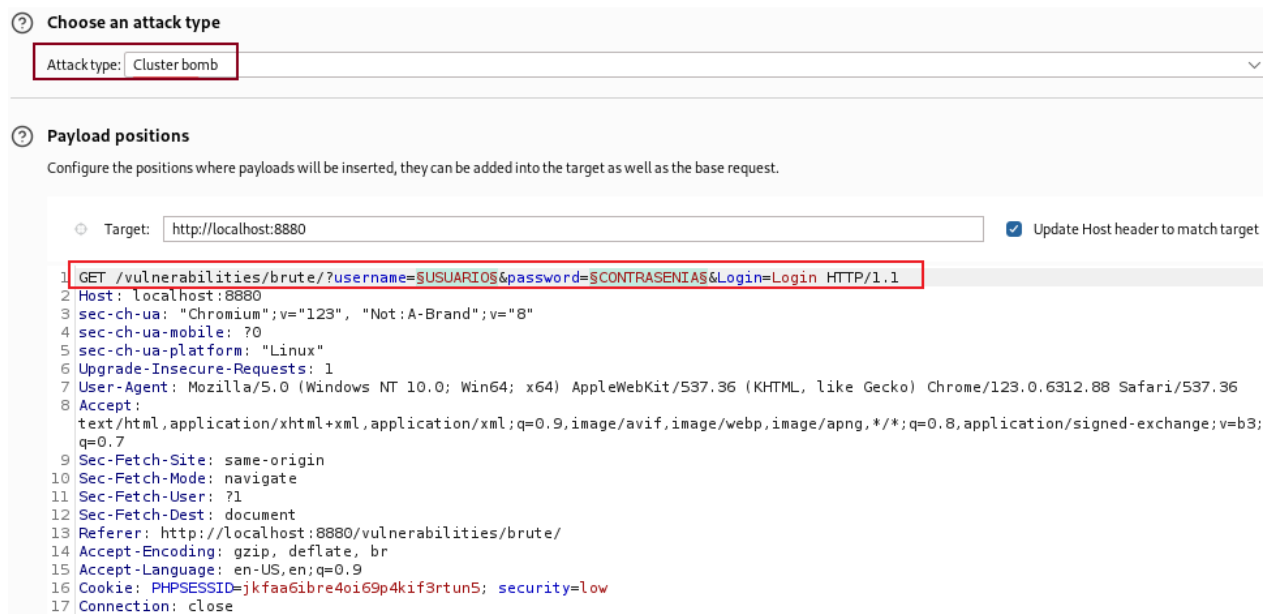 Choose an attack type
Attack type: Cluster bomb
Payload positions
Configure the positions where payloads will be inserted, they can be added into the target as well as the base request.
Target: http://localhost:8880 Update Host header to match target
1 GET /vulnerabilities/brute/?username=§USUARIO§&password=§CONTRASENIA§&Login=Login HTTP/1.1
2 Host: localhost:8880
3 sec-ch-ua: "Chromium";v="123", "Not:A-Brand";v="8"
4 sec-ch-ua-mobile: ?0
5 sec-ch-ua-platform: "Linux"
6 Upgrade-Insecure-Requests: 1
7 User-Agent: Mozilla/5.0 (Windows NT 10.0; Win64; x64) AppleWebKit/537.36 (KHTML, like Gecko) Chrome/123.0.6312.88 Safari/537.36
8 Accept:
text/html,application/xhtml+xml,application/xml;q=0.9,image/avif,image/webp,image/apng,*/*;q=0.8,application/signed-exchange;v=b3;
q=0.7
9 Sec-Fetch-Site: same-origin
10 Sec-Fetch-Mode: navigate
11 Sec-Fetch-User: ?1
12 Sec-Fetch-Dest: document
13 Referer: http://localhost:8880/vulnerabilities/brute/
14 Accept-Encoding: gzip, deflate, br
15 Accept-Language: en-US,en;q=0.9
16 Cookie: PHPSESSID=jkfaa6ibre4oi69p4kif3rtun5; security=low
17 Connection: close